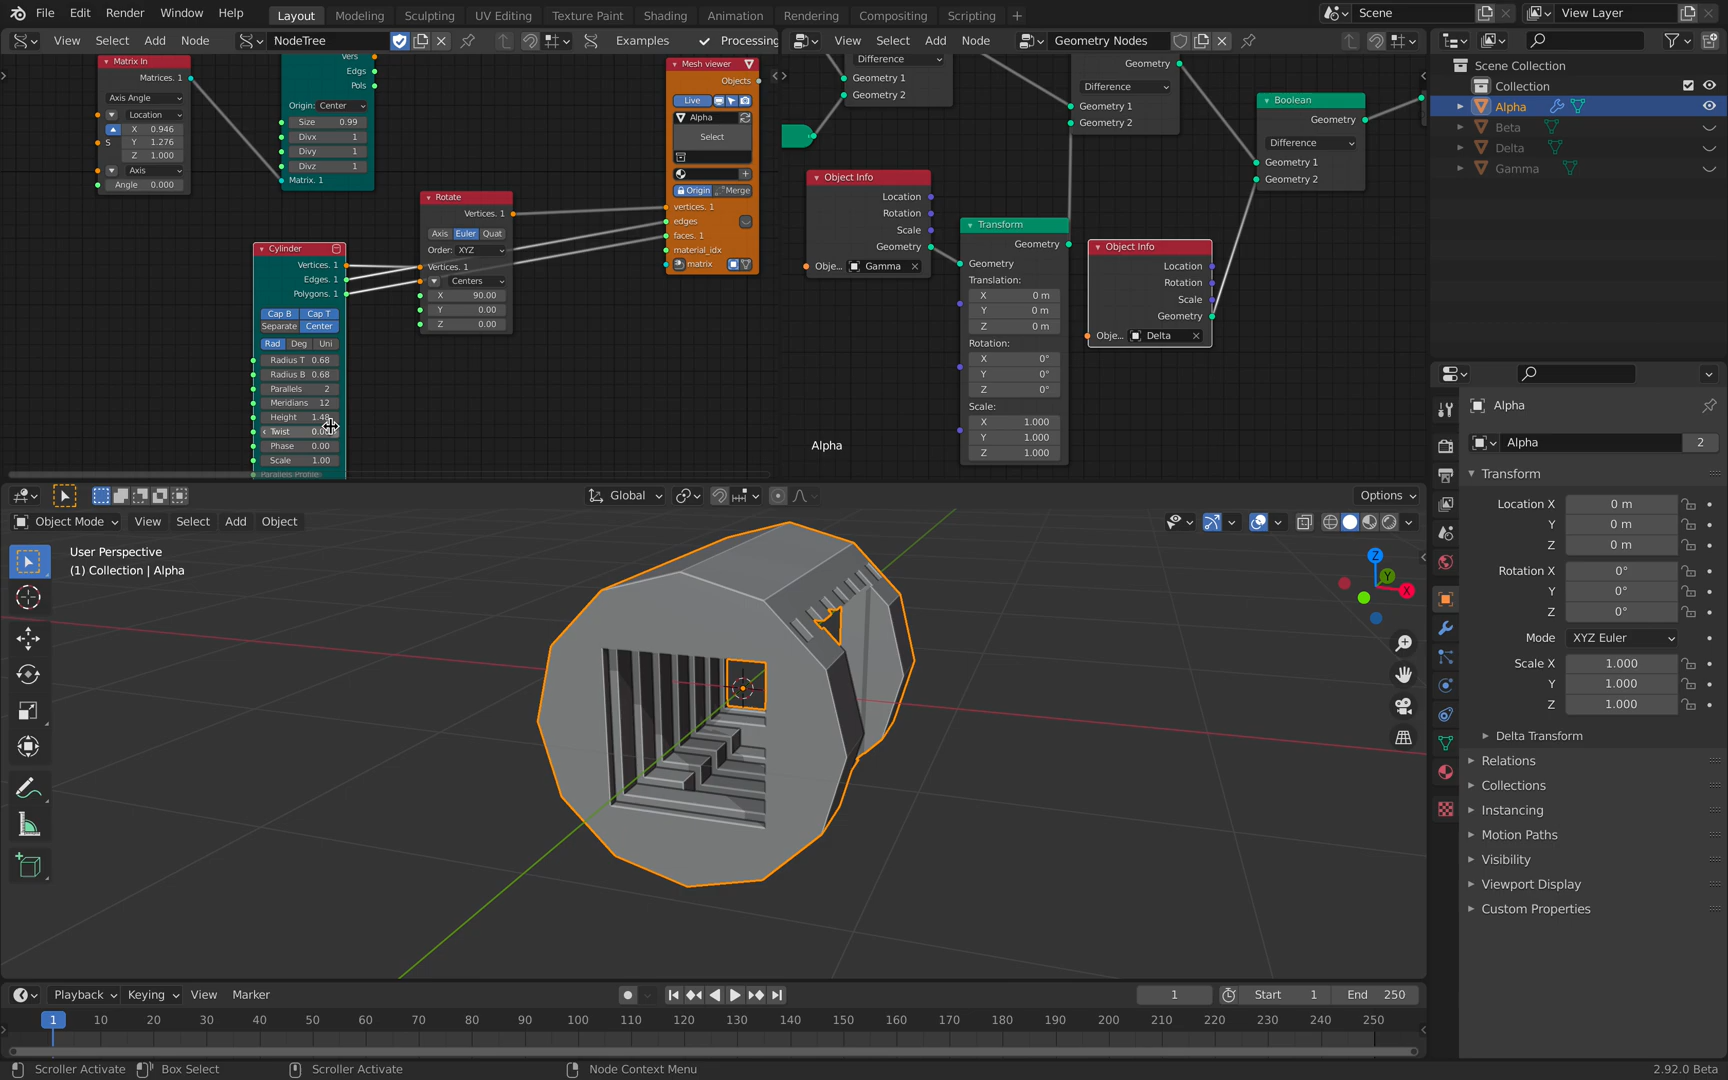 File Edit Render Window Help Layout Modeling Sculpting UV Editing Texture Paint Shading Animation Rendering Compositing Scripting Scene View Layer
View Select Add Node NodeTree Examples Processing
View Select Add Node Geometry Nodes
Matrix In
Matrices. 1
Axis Angle
Location
X 0.946
S Y 1.276
Z 1.000
Axis
Angle 0.000
Vers
Edgs
Pols
Origin: Center
Size 0.99
Divx 1
Divy 1
Divz 1
Matrix. 1
Cylinder
Vertices. 1
Edges. 1
Polygons. 1
Cap B Cap T
Separate Center
Rad Deg Uni
Radius T 0.68
Radius B 0.68
Parallels 2
Meridians 12
Height 1.48
Twist
Phase 0.00
Scale 1.00
Parallels Profile
Rotate
Vertices. 1
Axis Euler Quat
Order: XYZ
Vertices. 1
Centers
X 90.00
Y 0.00
Z 0.00
Mesh viewer
Objects
Live
Alpha
Select
Origin Merge
vertices. 1
edges
faces. 1
material_idx
matrix
Difference
Geometry 1
Geometry 2
Object Info
Location
Rotation
Scale
Geometry
Obje... Gamma
Transform
Geometry
Geometry
Translation:
X 0 m
Y 0 m
Z 0 m
Rotation:
X 0°
Y 0°
Z 0°
Scale:
X 1.000
Y 1.000
Z 1.000
Geometry
Difference
Geometry 1
Geometry 2
Object Info
Location
Rotation
Scale
Geometry
Obje... Delta
Boolean
Geometry
Difference
Geometry 1
Geometry 2
Alpha
Scene Collection
Collection
Alpha
Beta
Delta
Gamma
Global Options
Object Mode View Select Add Object
User Perspective
(1) Collection | Alpha
Z
Y
X
Alpha
Alpha 2
Transform
Location X 0 m
Y 0 m
Z 0 m
Rotation X 0°
Y 0°
Z 0°
Mode XYZ Euler
Scale X 1.000
Y 1.000
Z 1.000
Delta Transform
Relations
Collections
Instancing
Motion Paths
Visibility
Viewport Display
Custom Properties
Playback Keying View Marker 1 Start 1 End 250
1 10 20 30 40 50 60 70 80 90 100 110 120 130 140 150 160 170 180 190 200 210 220 230 240 250
Scroller Activate Box Select Scroller Activate Node Context Menu 2.92.0 Beta